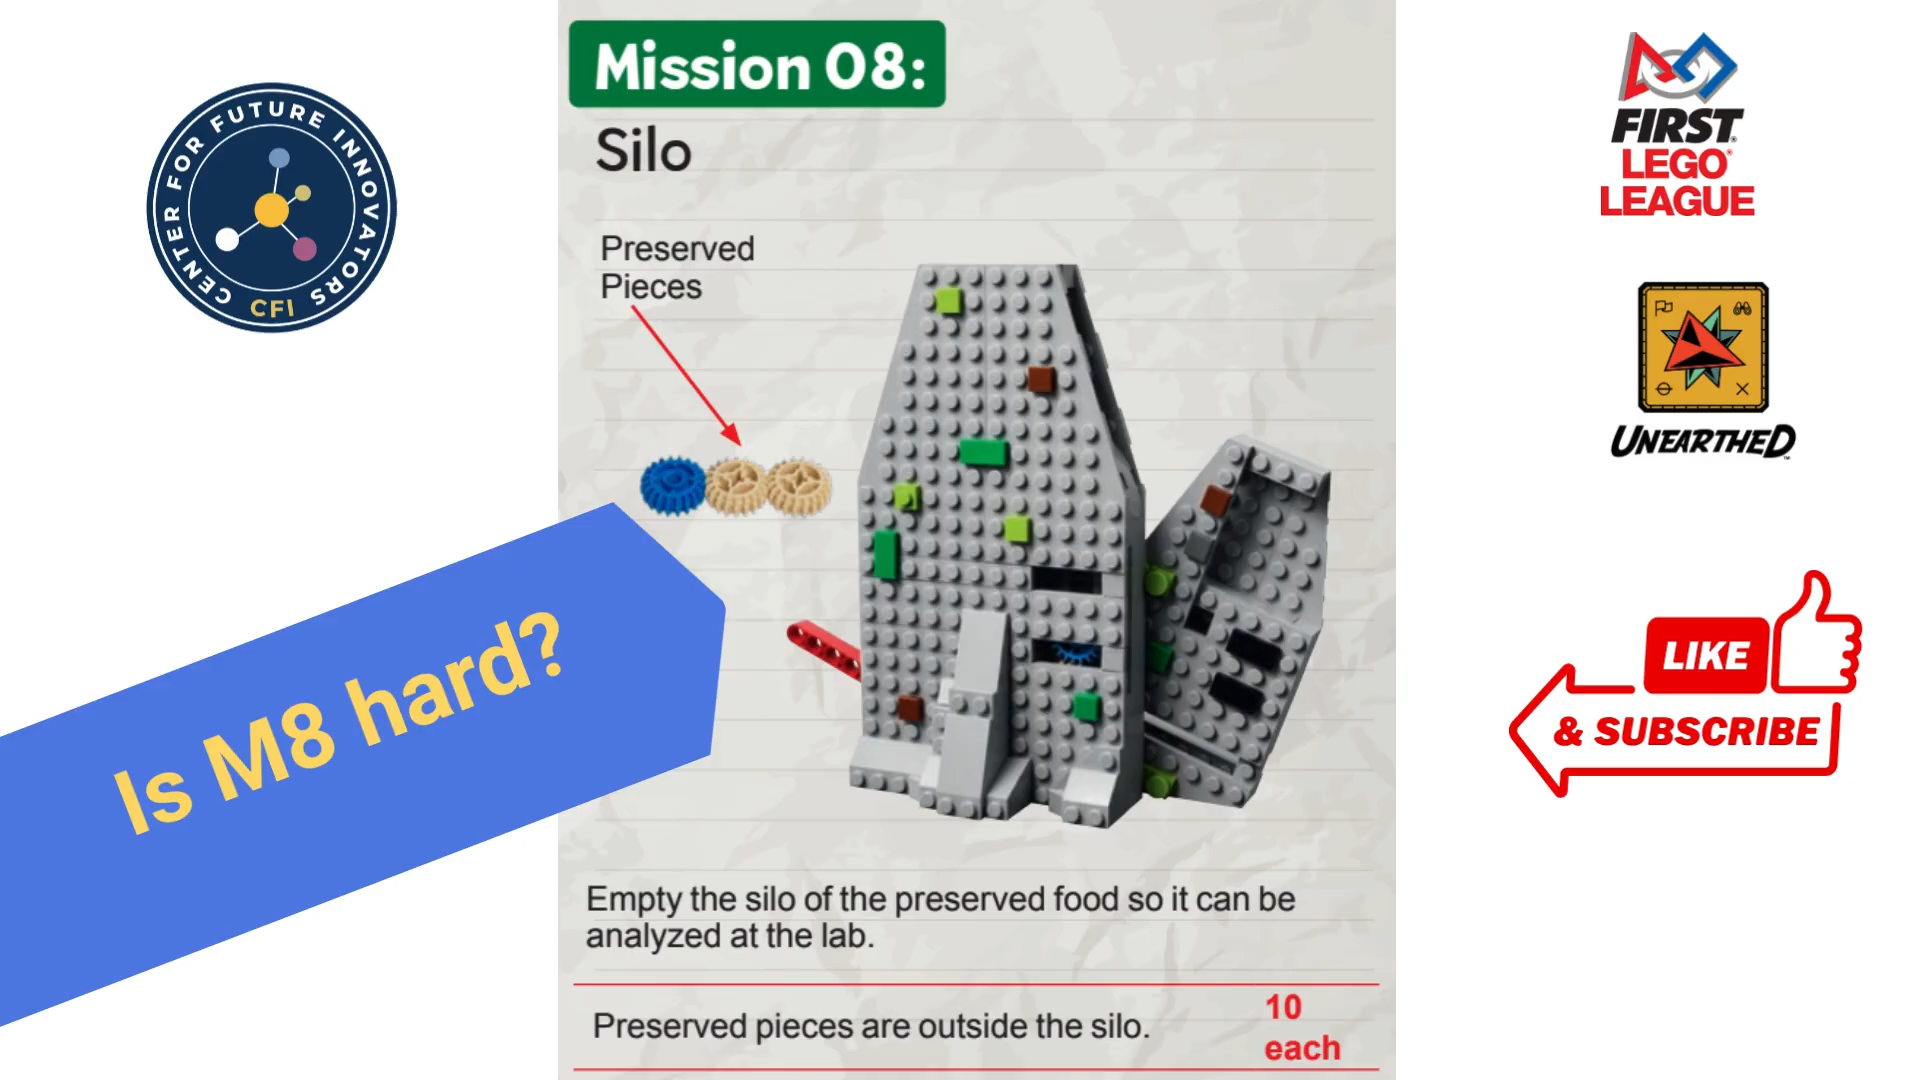 CENTER FOR FUTURE INNOVATORS
CFI
Mission 08:
Silo
Preserved
Pieces
Is M8 hard?
Empty the silo of the preserved food so it can be
analyzed at the lab.
Preserved pieces are outside the silo.
10
each
FIRST®
LEGO®
LEAGUE
UNEARTHED™
LIKE
& SUBSCRIBE